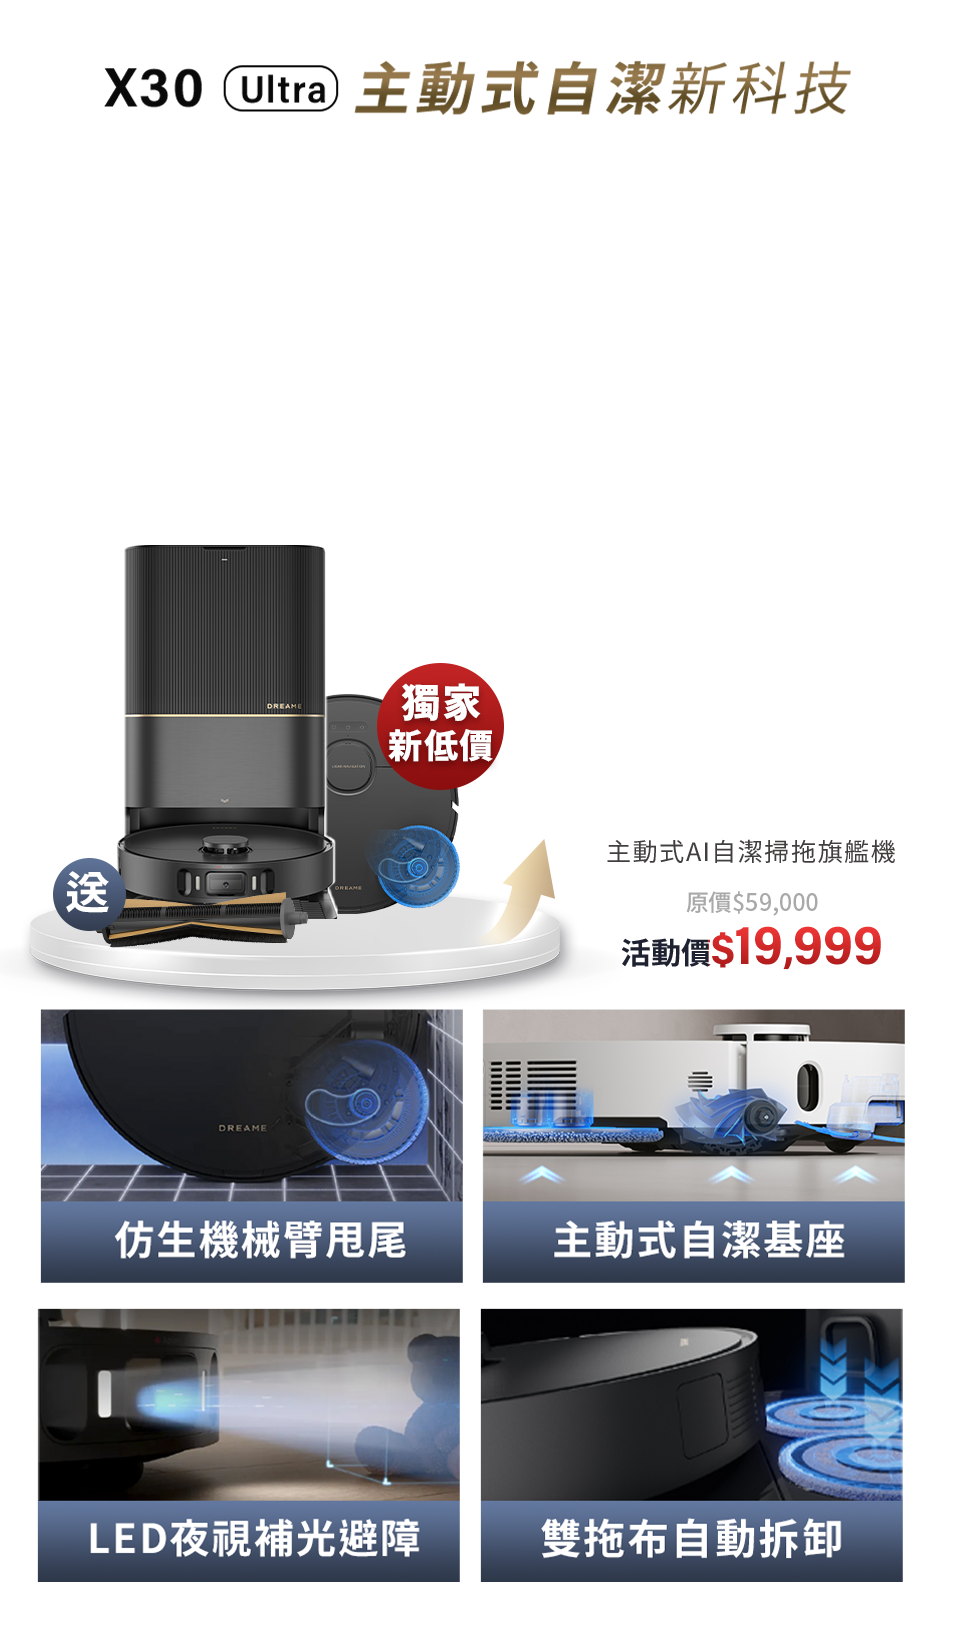 X30 Ultra 主動式自潔新科技
DREAME
獨家
新低價
DREAME
送
主動式AI自潔掃拖旗艦機
原價$59,000
活動價$19,999
DREAME
仿生機械臂甩尾
主動式自潔基座
LED夜視補光避障
雙拖布自動拆卸